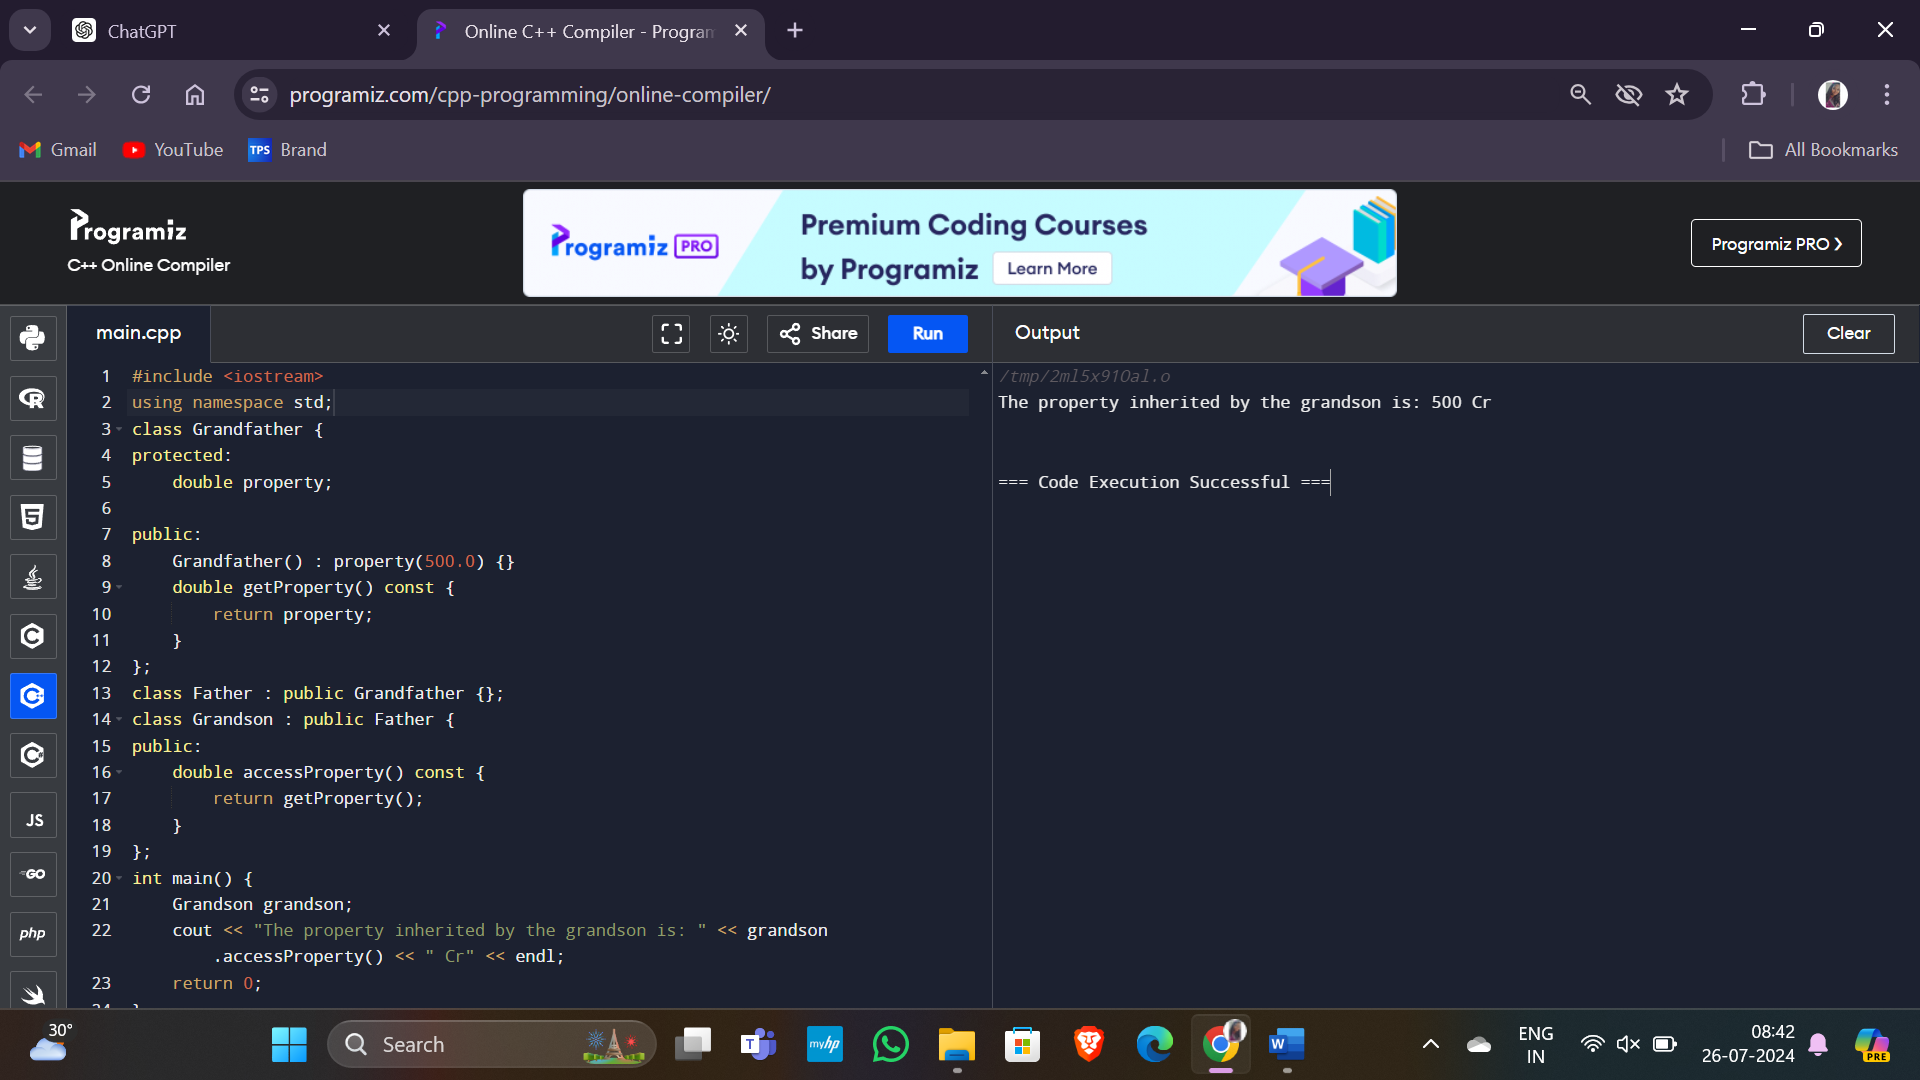 ChatGPT
Online C++ Compiler - Program
programiz.com/cpp-programming/online-compiler/
Gmail
YouTube
TPS
Brand
All Bookmarks
Programiz
C++ Online Compiler
Programiz PRO
Premium Coding Courses
by Programiz
Learn More
Programiz PRO ❯
main.cpp
Share
Run
Output
Clear
1 #include <iostream>
2 using namespace std;
3 class Grandfather {
4 protected:
5     double property;
6
7 public:
8     Grandfather() : property(500.0) {}
9     double getProperty() const {
10         return property;
11     }
12 };
13 class Father : public Grandfather {};
14 class Grandson : public Father {
15 public:
16     double accessProperty() const {
17         return getProperty();
18     }
19 };
20 int main() {
21     Grandson grandson;
22     cout << "The property inherited by the grandson is: " << grandson
        .accessProperty() << " Cr" << endl;
23     return 0;
/tmp/2ml5x91Oal.o
The property inherited by the grandson is: 500 Cr
=== Code Execution Successful ===
JS
GO
php
30°
Search
myhp
ENG
IN
08:42
26-07-2024
PRE